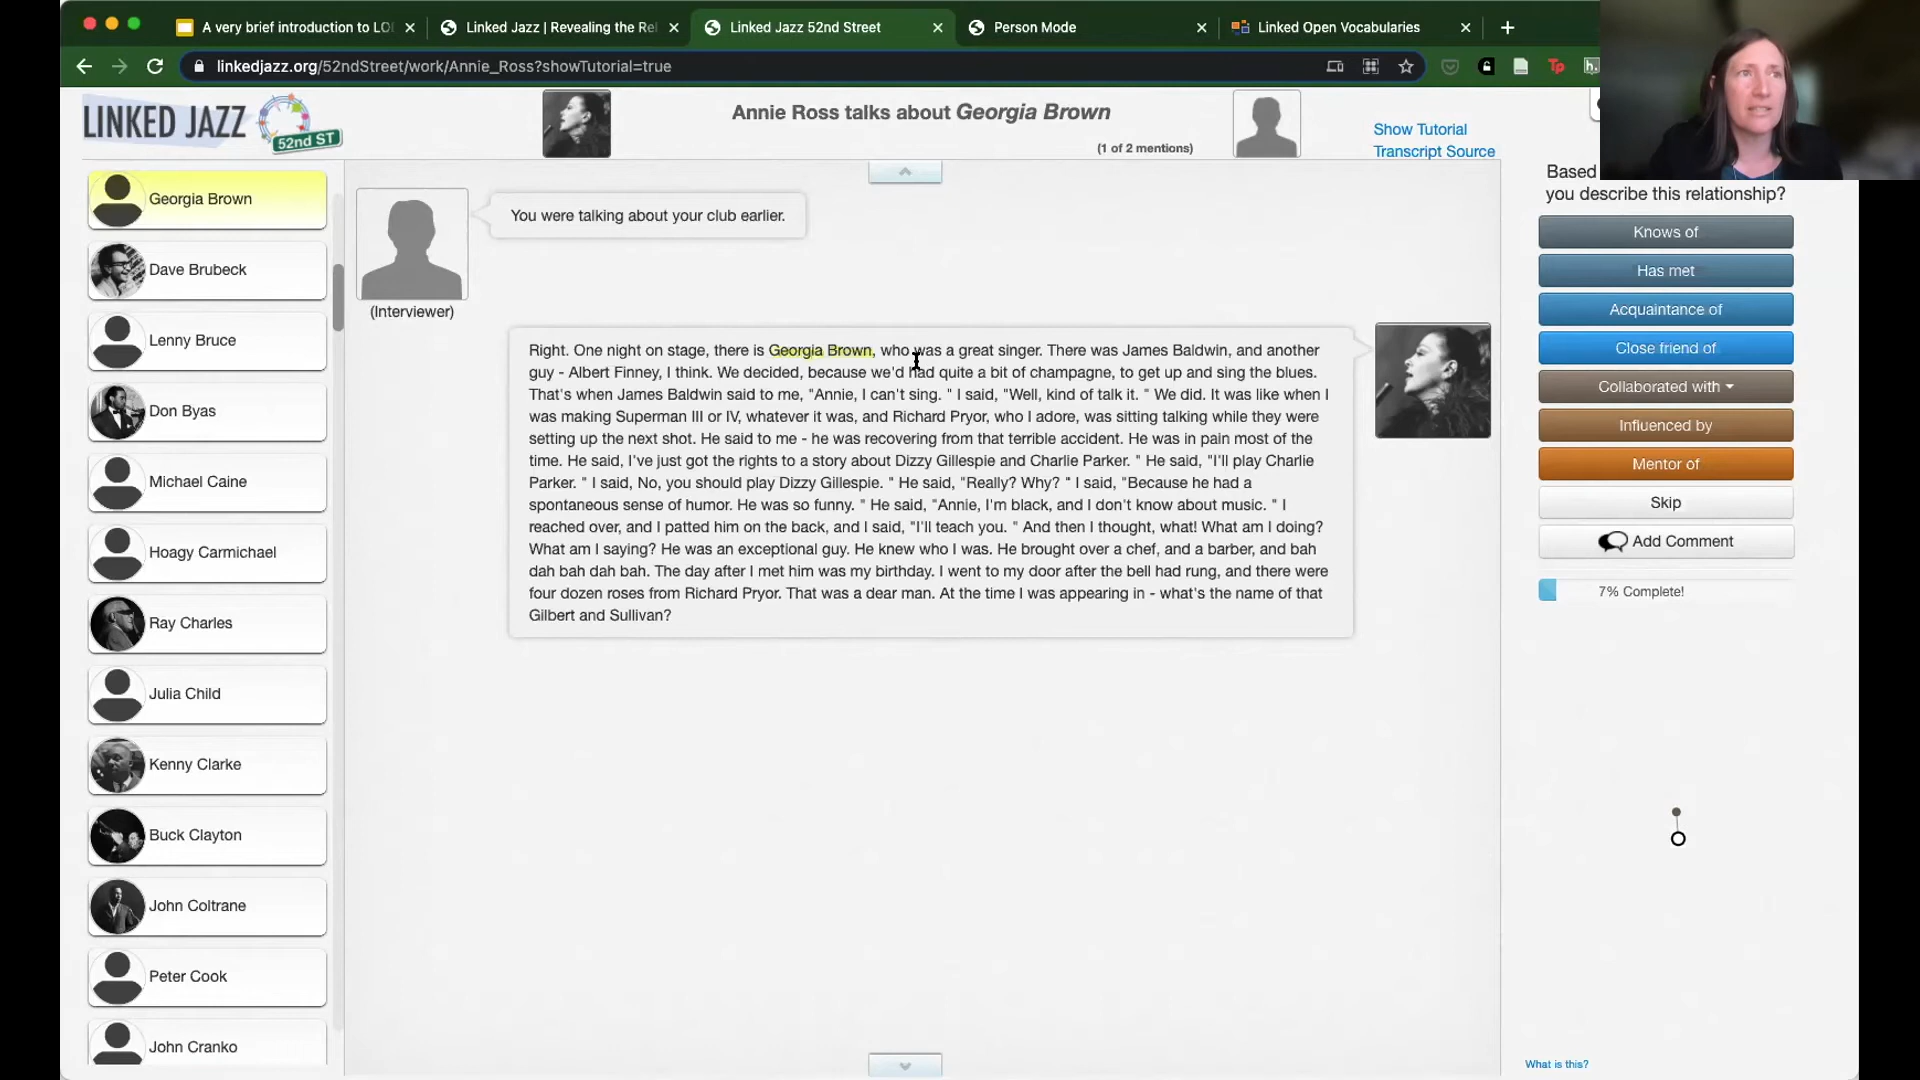 A very brief introduction to LO
Linked Jazz | Revealing the Re
Linked Jazz 52nd Street
Person Mode
Linked Open Vocabularies
linkedjazz.org/52ndStreet/work/Annie_Ross?showTutorial=true
Tp
h.
LINKED JAZZ
52nd ST
Annie Ross talks about Georgia Brown
(1 of 2 mentions)
Show Tutorial
Transcript Source
Georgia Brown
Dave Brubeck
Lenny Bruce
Don Byas
Michael Caine
Hoagy Carmichael
Ray Charles
Julia Child
Kenny Clarke
Buck Clayton
John Coltrane
Peter Cook
John Cranko
You were talking about your club earlier.
(Interviewer)
Right. One night on stage, there is Georgia Brown, who was a great singer. There was James Baldwin, and another
guy - Albert Finney, I think. We decided, because we'd had quite a bit of champagne, to get up and sing the blues.
That's when James Baldwin said to me, "Annie, I can't sing. " I said, "Well, kind of talk it. " We did. It was like when I
was making Superman III or IV, whatever it was, and Richard Pryor, who I adore, was sitting talking while they were
setting up the next shot. He said to me - he was recovering from that terrible accident. He was in pain most of the
time. He said, I've just got the rights to a story about Dizzy Gillespie and Charlie Parker. " He said, "I'll play Charlie
Parker. " I said, No, you should play Dizzy Gillespie. " He said, "Really? Why? " I said, "Because he had a
spontaneous sense of humor. He was so funny. " He said, "Annie, I'm black, and I don't know about music. " I
reached over, and I patted him on the back, and I said, "I'll teach you. " And then I thought, what! What am I doing?
What am I saying? He was an exceptional guy. He knew who I was. He brought over a chef, and a barber, and bah
dah bah dah bah. The day after I met him was my birthday. I went to my door after the bell had rung, and there were
four dozen roses from Richard Pryor. That was a dear man. At the time I was appearing in - what's the name of that
Gilbert and Sullivan?
Based
you describe this relationship?
Knows of
Has met
Acquaintance of
Close friend of
Collaborated with
Influenced by
Mentor of
Skip
Add Comment
7% Complete!
What is this?